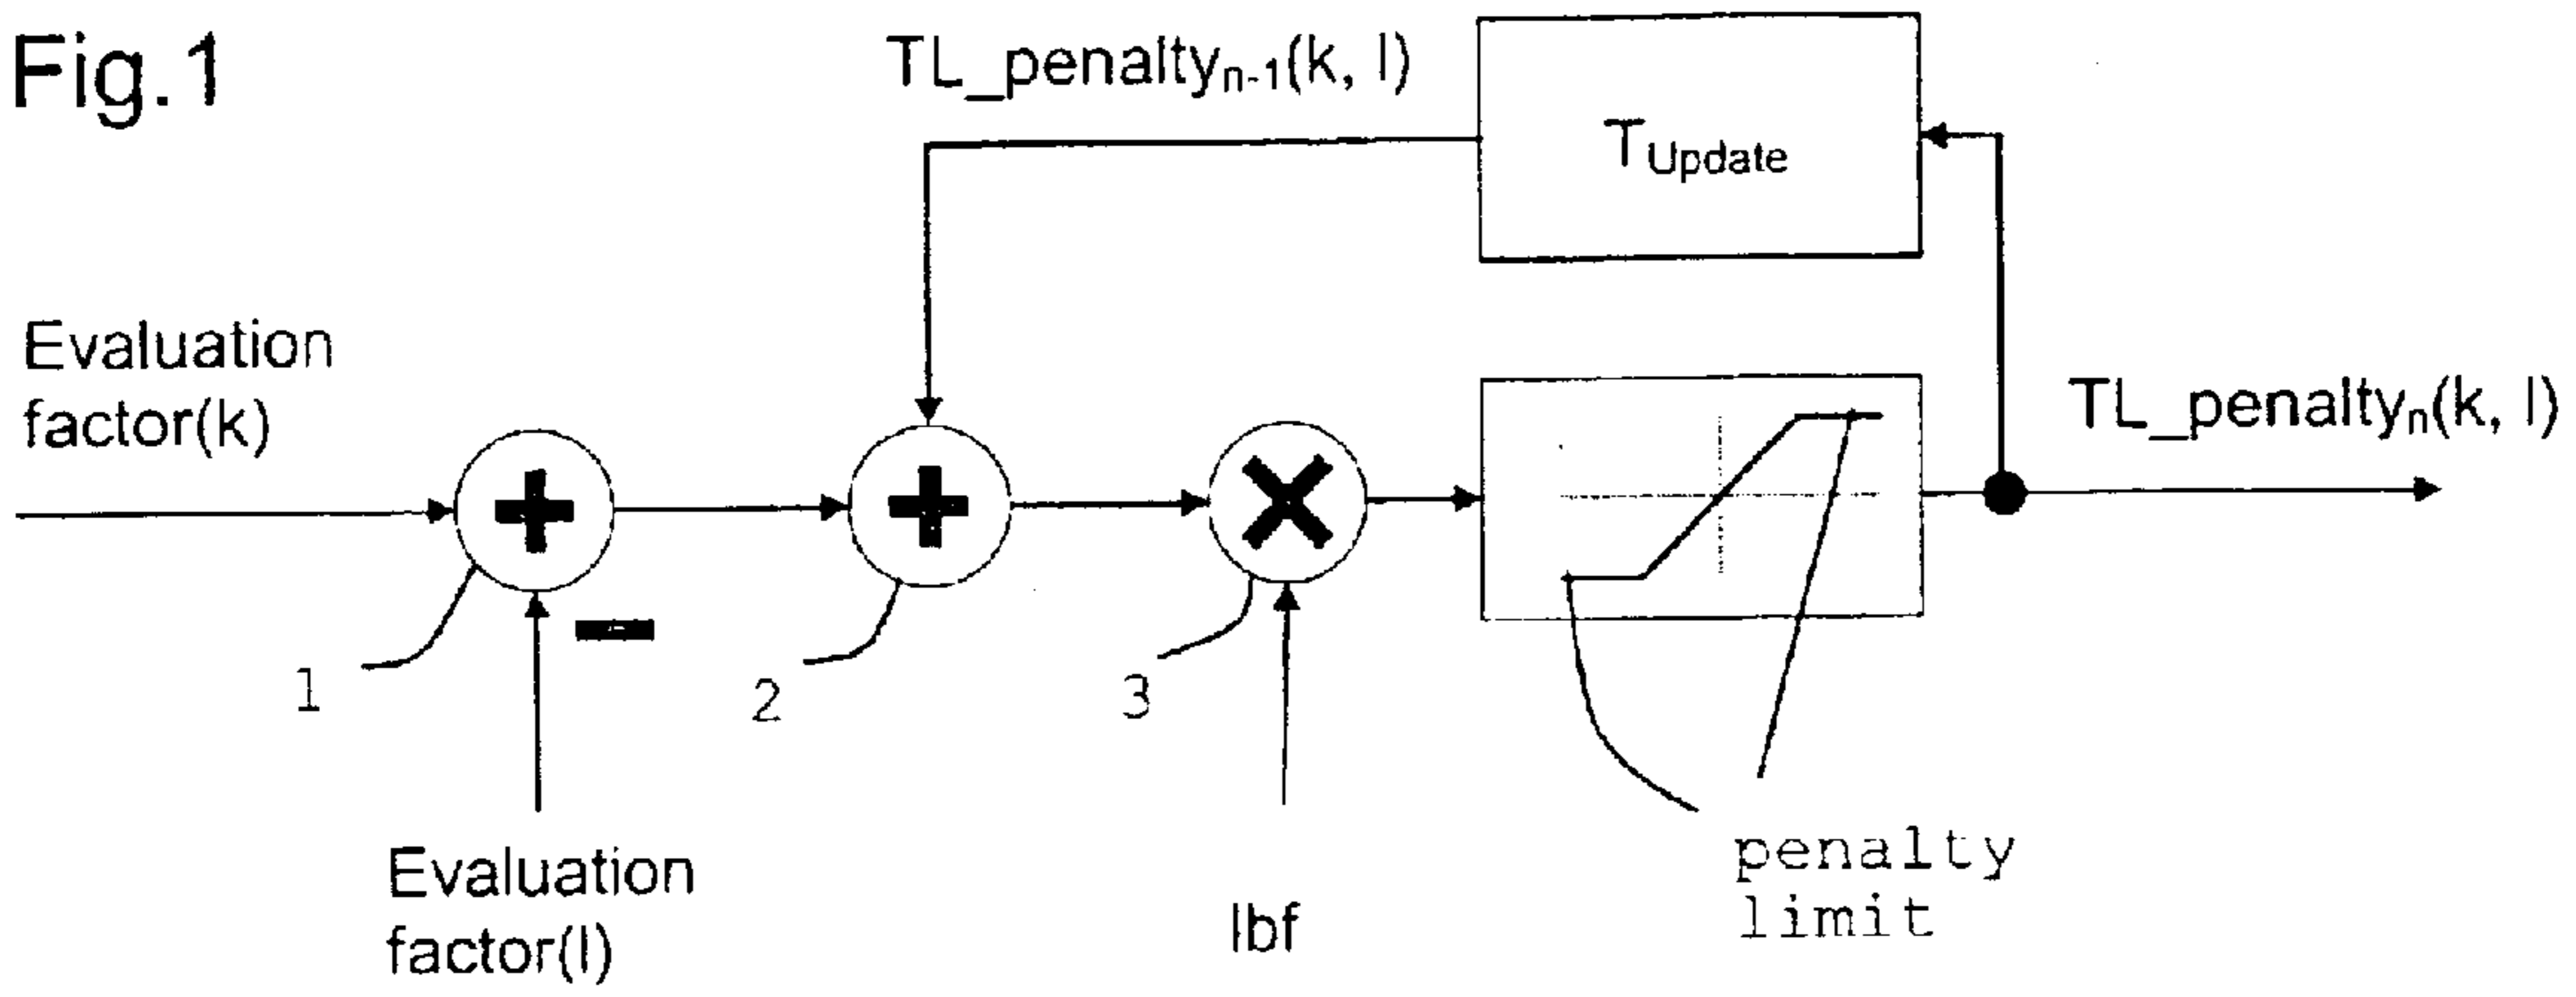 Fig.1
TL_penaltyn-1(k, l)
TUpdate
Evaluation
factor(k)
TL_penaltyn(k, l)
1
2
3
Evaluation
factor(l)
lbf
penalty
limit